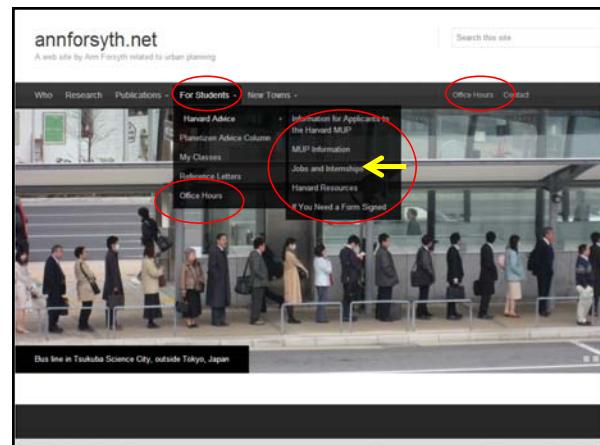 annforsyth.net
A web site by Ann Forsyth related to urban planning
Search this site
Who Research Publications For Students New Towns Office Hours Contact
Harvard Advice
Planetizen Advice Column
My Classes
Reference Letters
Office Hours
Information for Applicants to
the Harvard MUP
MUP Information
Jobs and Internships
Harvard Resources
If You Need a Form Signed
Bus line in Tsukuba Science City, outside Tokyo, Japan